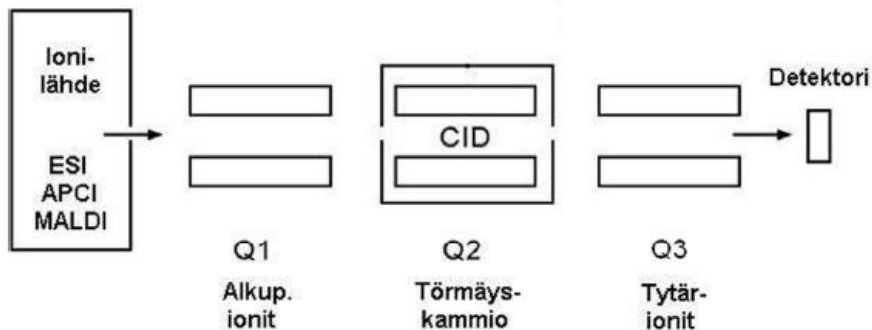 Ioni-
lähde
ESI
APCI
MALDI
CID
Detektori
Q1
Q2
Q3
Alkup.
ionit
Törmäys-
kammio
Tytär-
ionit